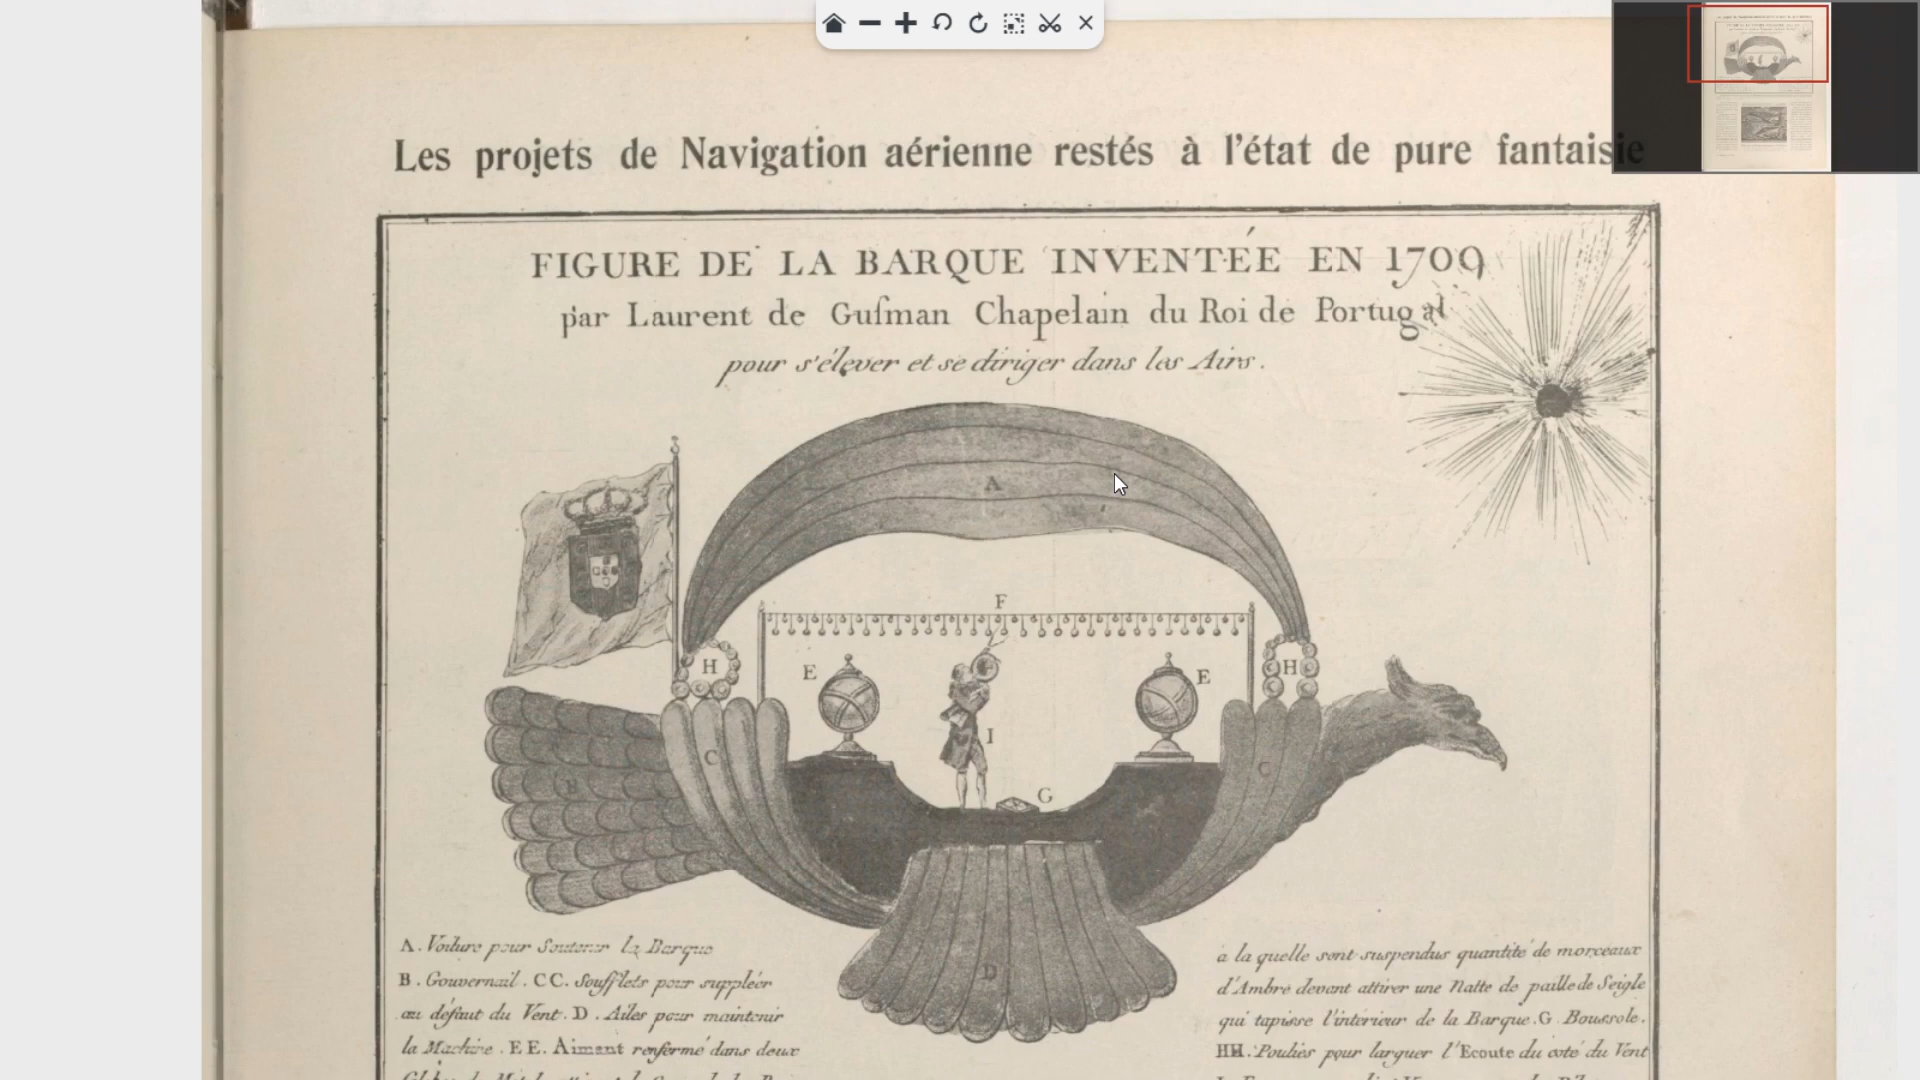 Les projets de Navigation aérienne restés à l'état de pure fantaisie
FIGURE DE LA BARQUE INVENTÉE EN 1709
par Laurent de Guſman Chapelain du Roi de Portugal
pour s'élever et se diriger dans les Airs.
A
F
H
E
E
H
I
C
C
B
G
D
A. Voilure pour Soutenir la Barque
B. Gouvernail. CC. Soufflets pour suppléer
au défaut du Vent. D. Ailes pour maintenir
la Machine. EE. Aimant renfermé dans deux
à la quelle sont suspendus quantité de morceaux
d'Ambre devant attirer une Natte de paille de Seigle
qui tapisse l'intérieur de la Barque. G. Boussole.
HH. Poulies pour larguer l'Ecoute du coté du Vent